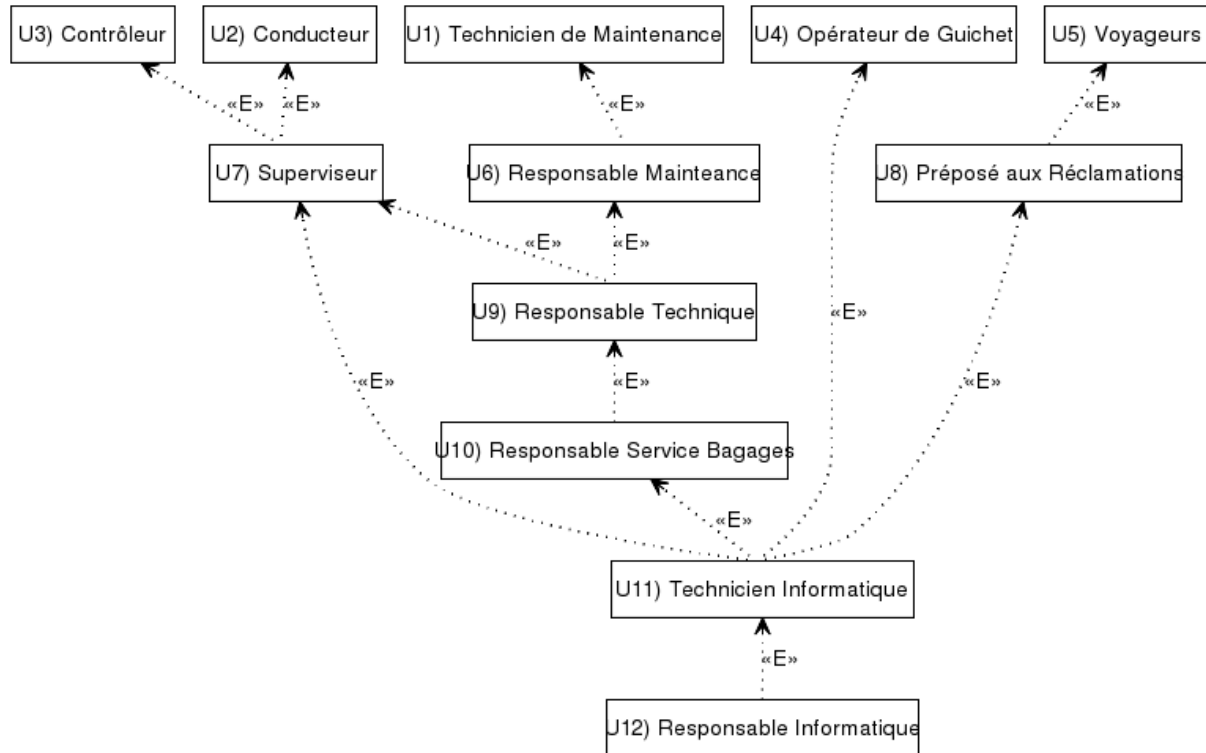 U3) Contrôleur
U2) Conducteur
U1) Technicien de Maintenance
U4) Opérateur de Guichet
U5) Voyageurs
«E»
«E»
«E»
«E»
U7) Superviseur
U6) Responsable Mainteance
U8) Préposé aux Réclamations
«E»
«E»
U9) Responsable Technique
«E»
«E»
«E»
«E»
U10) Responsable Service Bagages
«E»
U11) Technicien Informatique
«E»
U12) Responsable Informatique